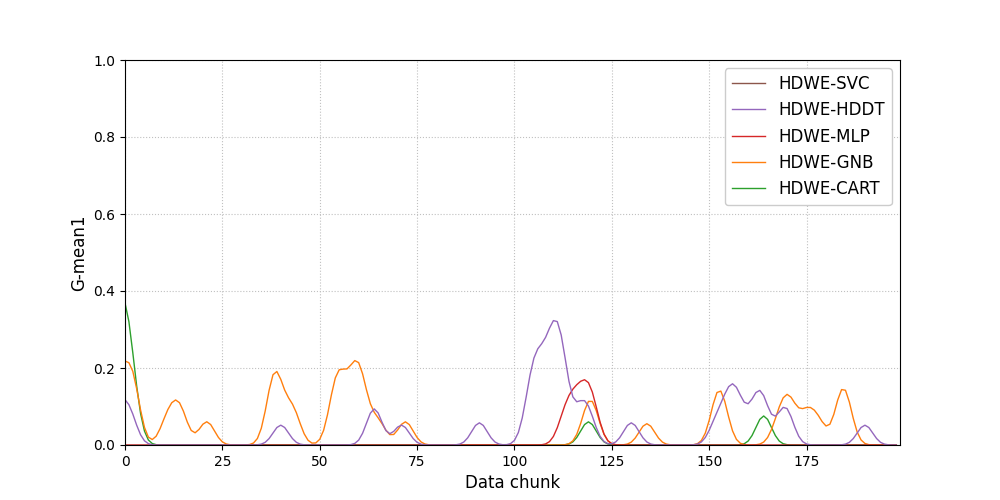 1.0
0.8
0.6
0.4
0.2
0.0
G-mean1
0 25 50 75 100 125 150 175
Data chunk
HDWE-SVC
HDWE-HDDT
HDWE-MLP
HDWE-GNB
HDWE-CART